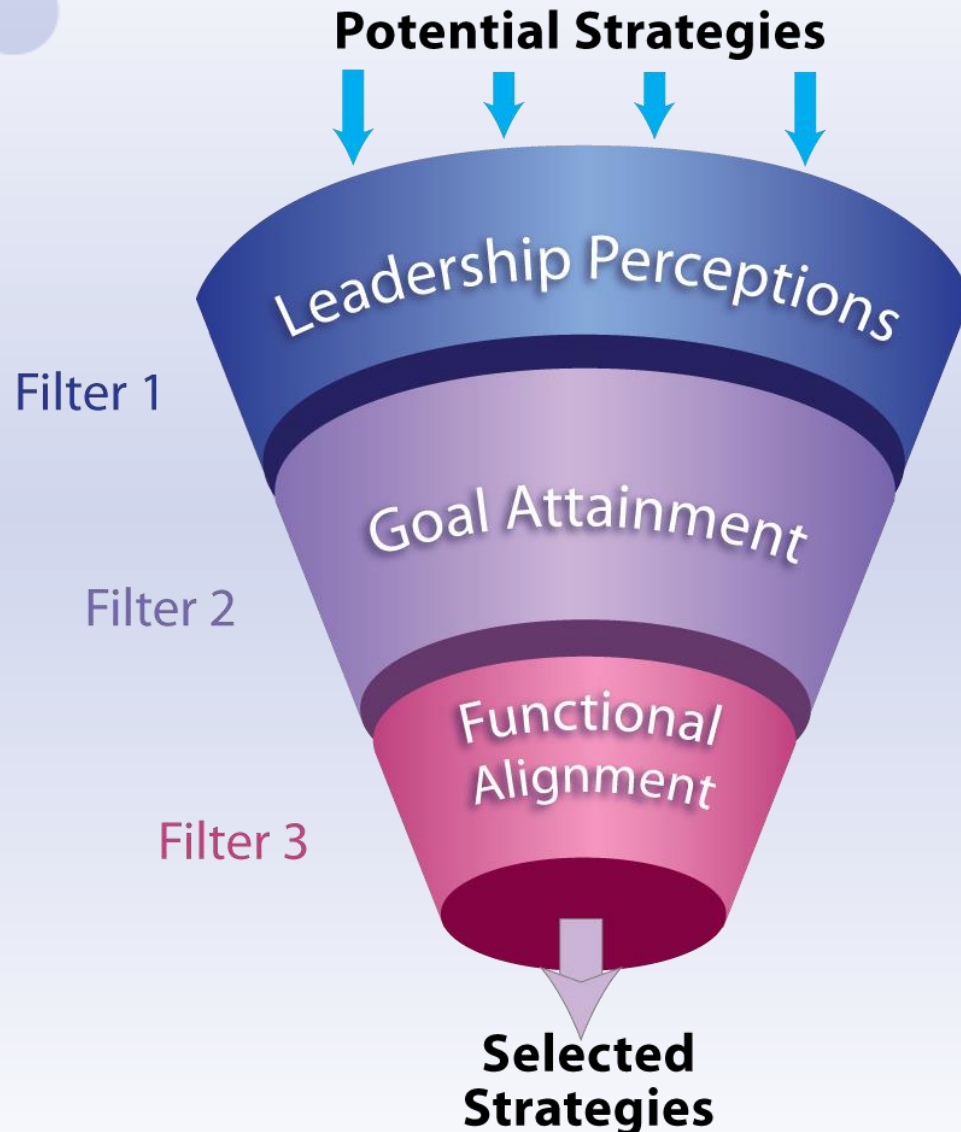 Potential Strategies
Leadership Perceptions
Filter 1
Goal Attainment
Filter 2
Functional
Alignment
Filter 3
Selected
Strategies